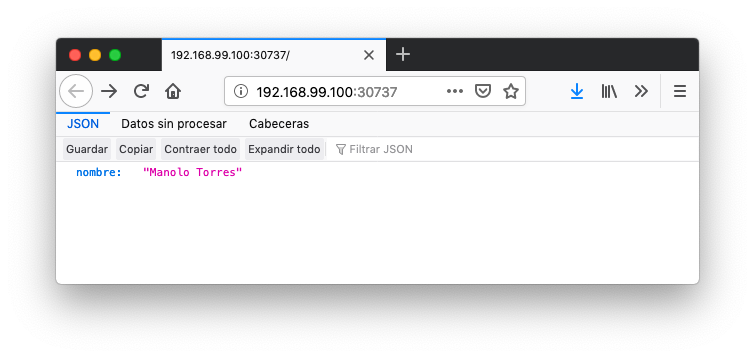 192.168.99.100:30737/
192.168.99.100:30737
JSON Datos sin procesar Cabeceras
Guardar Copiar Contraer todo Expandir todo Filtrar JSON
nombre: "Manolo Torres"